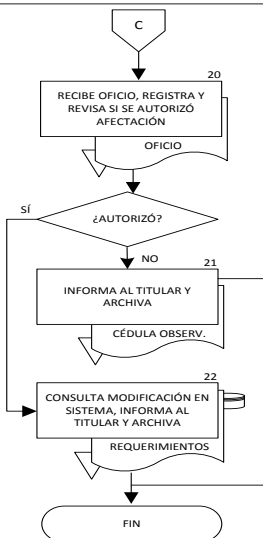 C
20
RECIBE OFICIO, REGISTRA Y
REVISA SI SE AUTORIZÓ
AFECTACIÓN
OFICIO
SÍ
¿AUTORIZÓ?
NO
21
INFORMA AL TITULAR Y
ARCHIVA
CÉDULA OBSERV.
22
CONSULTA MODIFICACIÓN EN
SISTEMA, INFORMA AL
TITULAR Y ARCHIVA
REQUERIMIENTOS
FIN